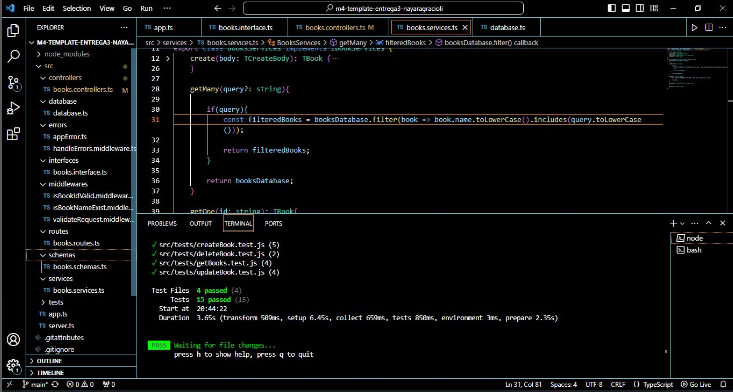 File Edit Selection View Go Run ···
m4-template-entrega3-nayaragracioli
EXPLORER ···
TS app.ts
TS books.interface.ts
TS books.controllers.ts M
TS books.services.ts ×
TS database.ts
src > services > TS books.services.ts > BooksServices > getMany > filteredBooks > booksDatabase.filter() callback
M4-TEMPLATE-ENTREGA3-NAYA...
> node_modules
src
controllers
TS books.controllers.ts M
database
TS database.ts
errors
TS appError.ts
TS handleErrors.middleware.ts
interfaces
TS books.interface.ts
middlewares
TS isBookIdValid.middlewar...
TS isBookNameExist.middle...
TS validateRequest.middlew...
routes
TS books.routes.ts
schemas
TS books.schemas.ts
services
TS books.services.ts
> tests
TS app.ts
TS server.ts
.gitattributes
.gitignore
> OUTLINE
> TIMELINE
11 export class BooksServices implements IBooksServices {
12 > create(body: TCreateBody): TBook {···
26 }
28 getMany(query?: string){
29
30 if(query){
31 const filteredBooks = booksDatabase.filter(book => book.name.toLowerCase().includes(query.toLowerCase
()));
32
33 return filteredBooks;
34 }
35
36 return booksDatabase;
37 }
38
39 getOne(id: string): TBook{
PROBLEMS OUTPUT TERMINAL PORTS
node
bash
✓ src/tests/createBook.test.js (5)
✓ src/tests/deleteBook.test.js (2)
✓ src/tests/getBooks.test.js (4)
✓ src/tests/updateBook.test.js (4)
Test Files 4 passed (4)
Tests 15 passed (15)
Start at 20:44:22
Duration 3.65s (transform 509ms, setup 6.45s, collect 659ms, tests 850ms, environment 3ms, prepare 2.35s)
PASS Waiting for file changes...
press h to show help, press q to quit
main* 0 0 0 Ln 31, Col 81 Spaces: 4 UTF-8 CRLF {} TypeScript Go Live